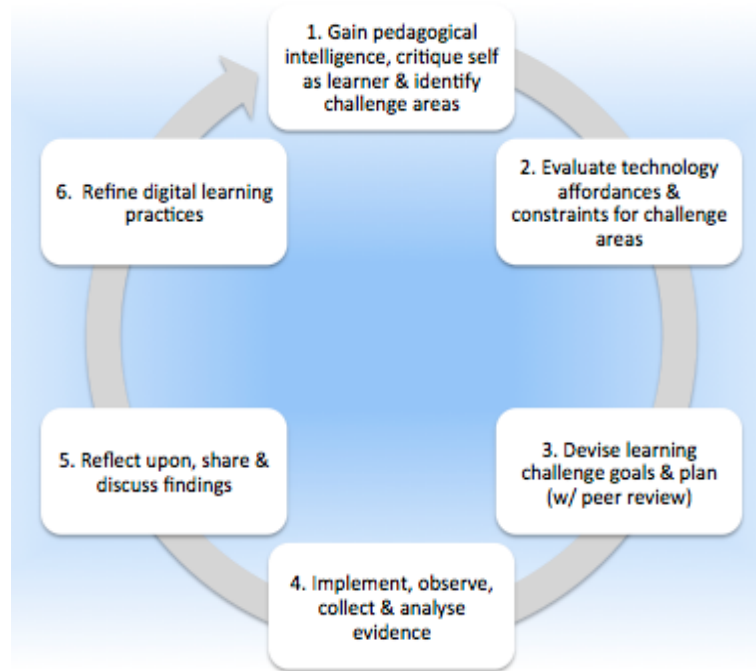 1. Gain pedagogical
intelligence, critique self
as learner & identify
challenge areas
2. Evaluate technology
affordances &
constraints for challenge
areas
3. Devise learning
challenge goals & plan
(w/ peer review)
4. Implement, observe,
collect & analyse
evidence
5. Reflect upon, share &
discuss findings
6. Refine digital learning
practices